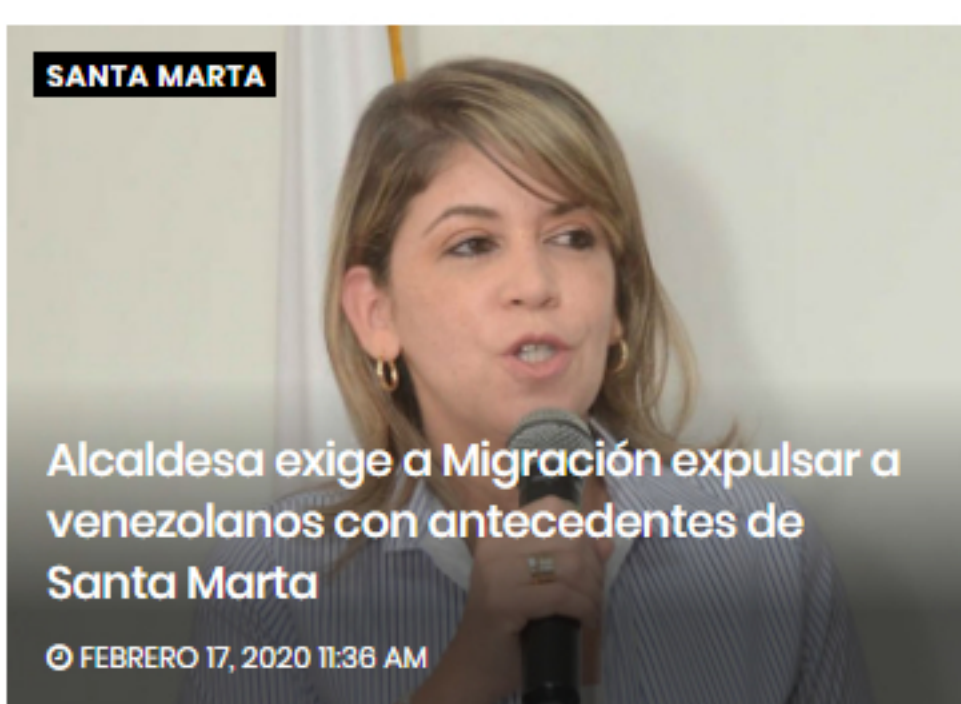 SANTA MARTA
Alcaldesa exige a Migración expulsar a
venezolanos con antecedentes de
Santa Marta
FEBRERO 17, 2020 11:36 AM